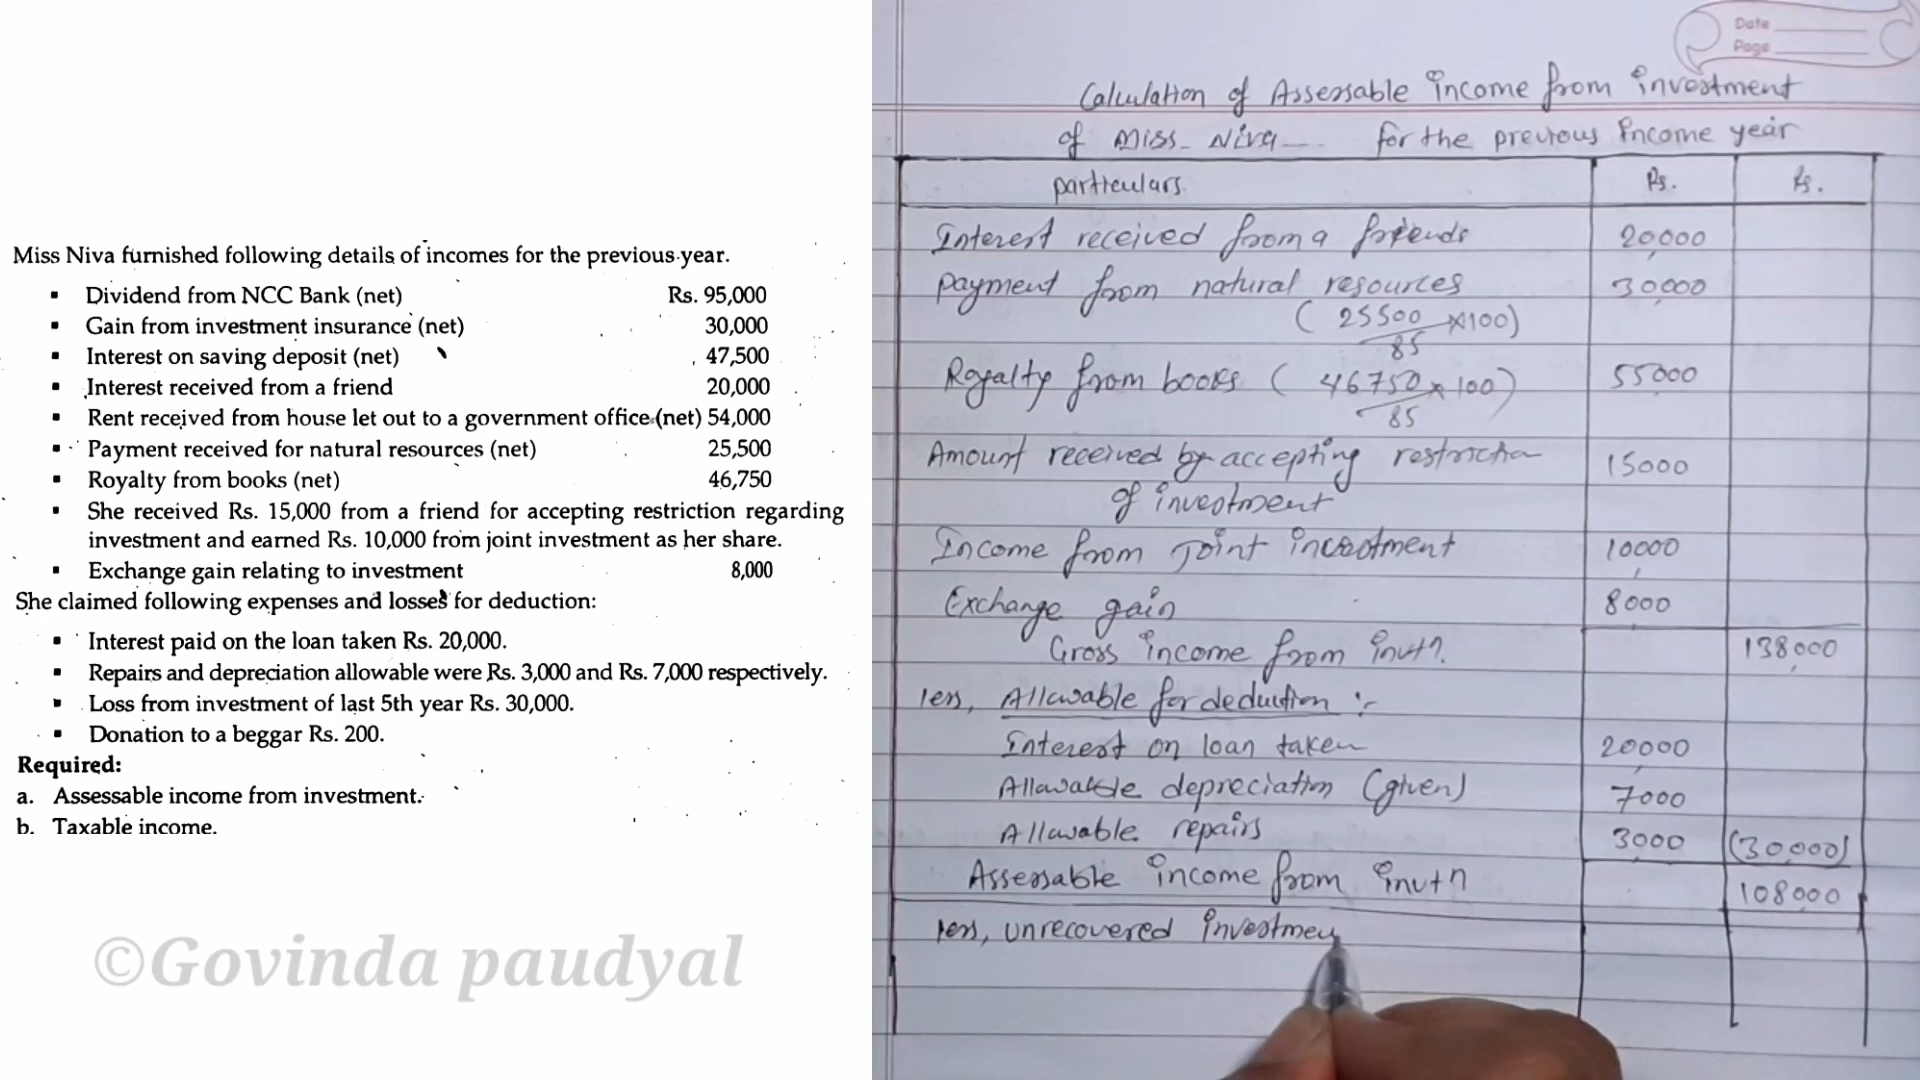 Miss Niva furnished following details of incomes for the previous year.
▪ Dividend from NCC Bank (net) Rs. 95,000
▪ Gain from investment insurance (net) 30,000
▪ Interest on saving deposit (net) 47,500
▪ Interest received from a friend 20,000
▪ Rent received from house let out to a government office (net) 54,000
▪ Payment received for natural resources (net) 25,500
▪ Royalty from books (net) 46,750
▪ She received Rs. 15,000 from a friend for accepting restriction regarding
investment and earned Rs. 10,000 from joint investment as her share.
▪ Exchange gain relating to investment 8,000
She claimed following expenses and losses for deduction:
▪ Interest paid on the loan taken Rs. 20,000.
▪ Repairs and depreciation allowable were Rs. 3,000 and Rs. 7,000 respectively.
▪ Loss from investment of last 5th year Rs. 30,000.
▪ Donation to a beggar Rs. 200.
Required:
a. Assessable income from investment.
b. Taxable income.
©Govinda paudyal
Date
Page
Calculation of Assessable income from investment
of Miss Niva --- for the previous income year
particulars Rs. Rs.
Interest received from a friends 20,000
payment from natural resources 30,000
(25500/85 ×100)
Royalty from books (46750/85 × 100) 55000
Amount received by accepting restriction 15000
of investment
Income from Joint investment 10000
Exchange gain 8000
Gross income from invtn. 138000
less, Allowable for deduction :-
Interest on loan taken 20000
Allowable depreciation (given) 7000
Allowable repairs 3000 (30,000)
Assessable income from invtn 108000
less, unrecovered investmen